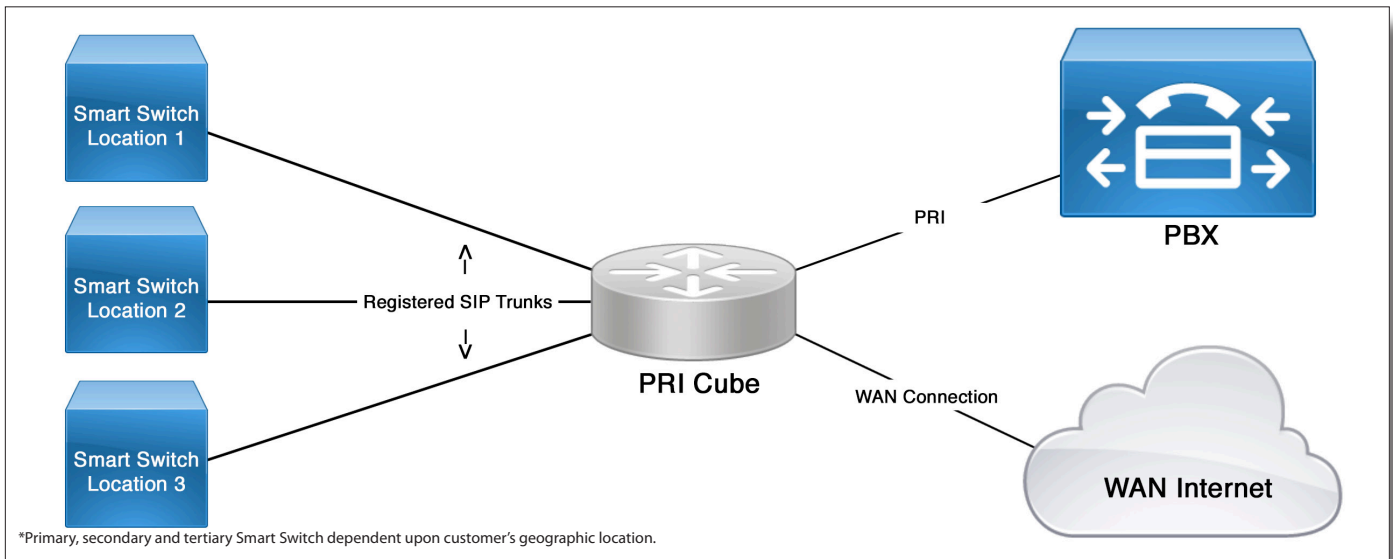 Smart Switch
Location 1
Smart Switch
Location 2
Smart Switch
Location 3
Registered SIP Trunks
PRI Cube
PRI
PBX
WAN Connection
WAN Internet
*Primary, secondary and tertiary Smart Switch dependent upon customer’s geographic location.